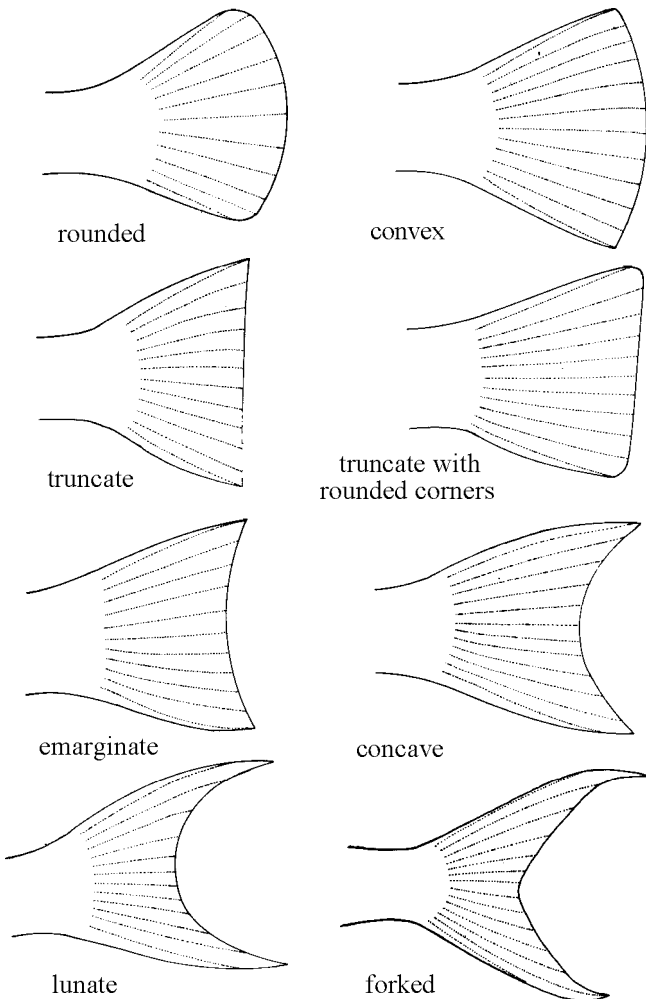 rounded
convex
truncate
truncate with
rounded corners
emarginate
concave
lunate
forked